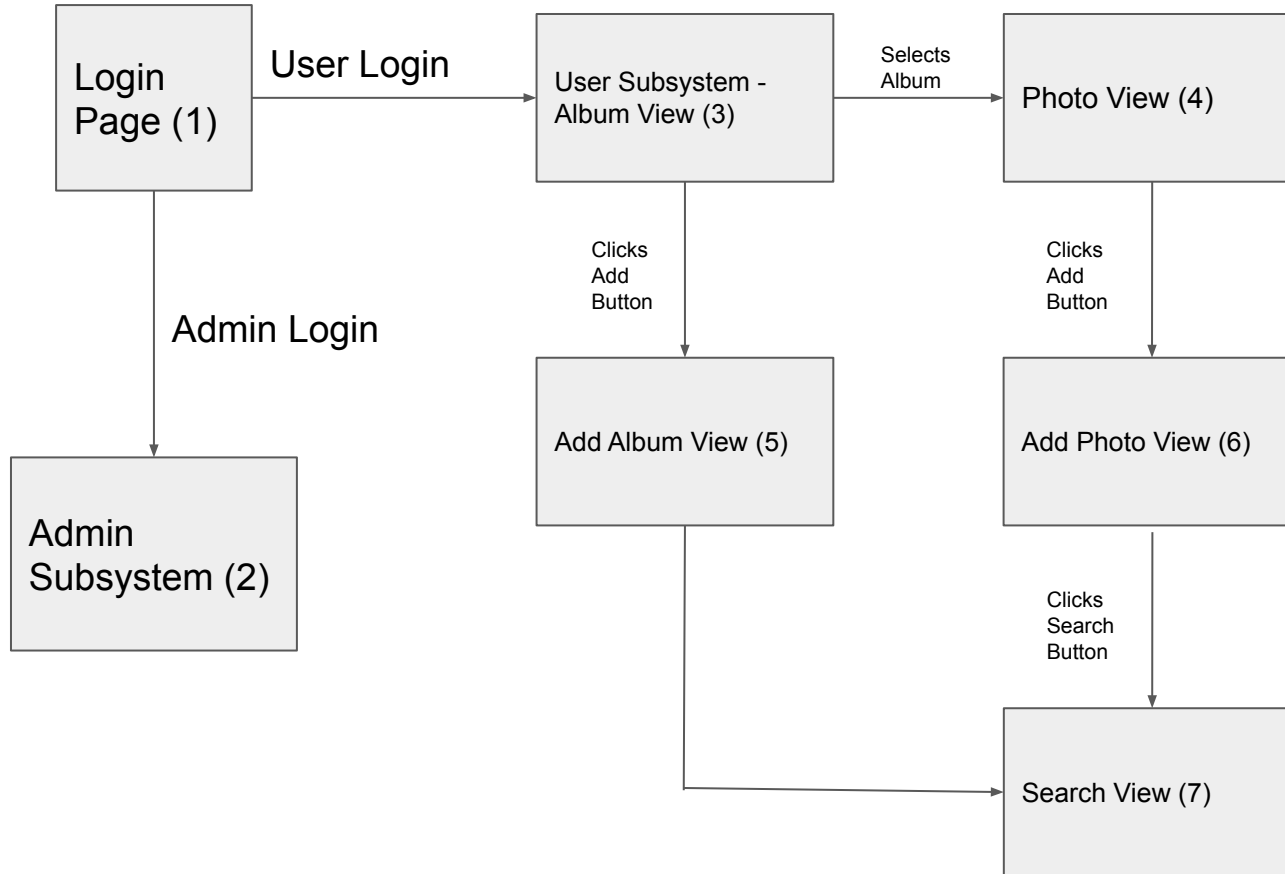 Login
Page (1)
User Login
User Subsystem -
Album View (3)
Selects
Album
Photo View (4)
Clicks
Add
Button
Clicks
Add
Button
Admin Login
Add Album View (5)
Add Photo View (6)
Admin
Subsystem (2)
Clicks
Search
Button
Search View (7)